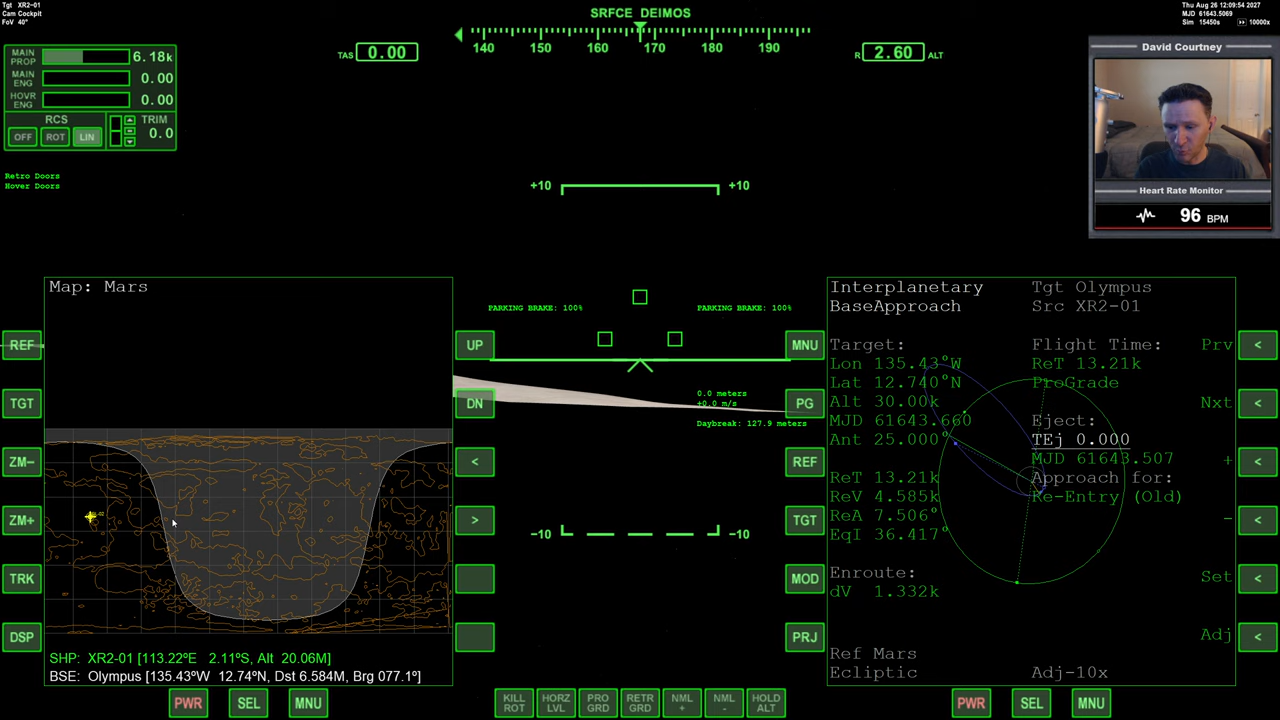 Tgt XR2-01
Cam Cockpit
FoV 40°
SRFCE DEIMOS
140 150 160 170 180 190
TAS 0.00
R 2.60 ALT
Thu Aug 26 12:09:54 2027
MJD 61643.5069
Sim 15450s 10000x
MAIN PROP 6.18k
MAIN ENG 0.00
HOVR ENG 0.00
RCS TRIM
OFF ROT LIN 0.0
Retro Doors
Hover Doors
David Courtney
Heart Rate Monitor
96 BPM
+10 +10
PARKING BRAKE: 100% PARKING BRAKE: 100%
0.0 meters
+0.0 m/s
Daybreak: 127.9 meters
-10 -10
Map: Mars
REF
TGT
ZM-
ZM+
TRK
DSP
UP
DN
<
>
SHP: XR2-01 [113.22°E 2.11°S, Alt 20.06M]
BSE: Olympus [135.43°W 12.74°N, Dst 6.584M, Brg 077.1°]
PWR SEL MNU
KILL ROT
HORZ LVL
PRO GRD
RETR GRD
NML +
NML -
HOLD ALT
MNU
PG
REF
TGT
MOD
PRJ
Interplanetary Tgt Olympus
BaseApproach Src XR2-01
Target: Flight Time: Prv
Lon 135.43°W ReT 13.21k
Lat 12.740°N ProGrade
Alt 30.00k Nxt
MJD 61643.660 Eject:
Ant 25.000° TEj 0.000
MJD 61643.507 +
ReT 13.21k Approach for:
ReV 4.585k Re-Entry (Old)
ReA 7.506° -
EqI 36.417°
Enroute: Set
dV 1.332k
Adj
Ref Mars
Ecliptic Adj-10x
<
<
<
<
<
<
PWR SEL MNU